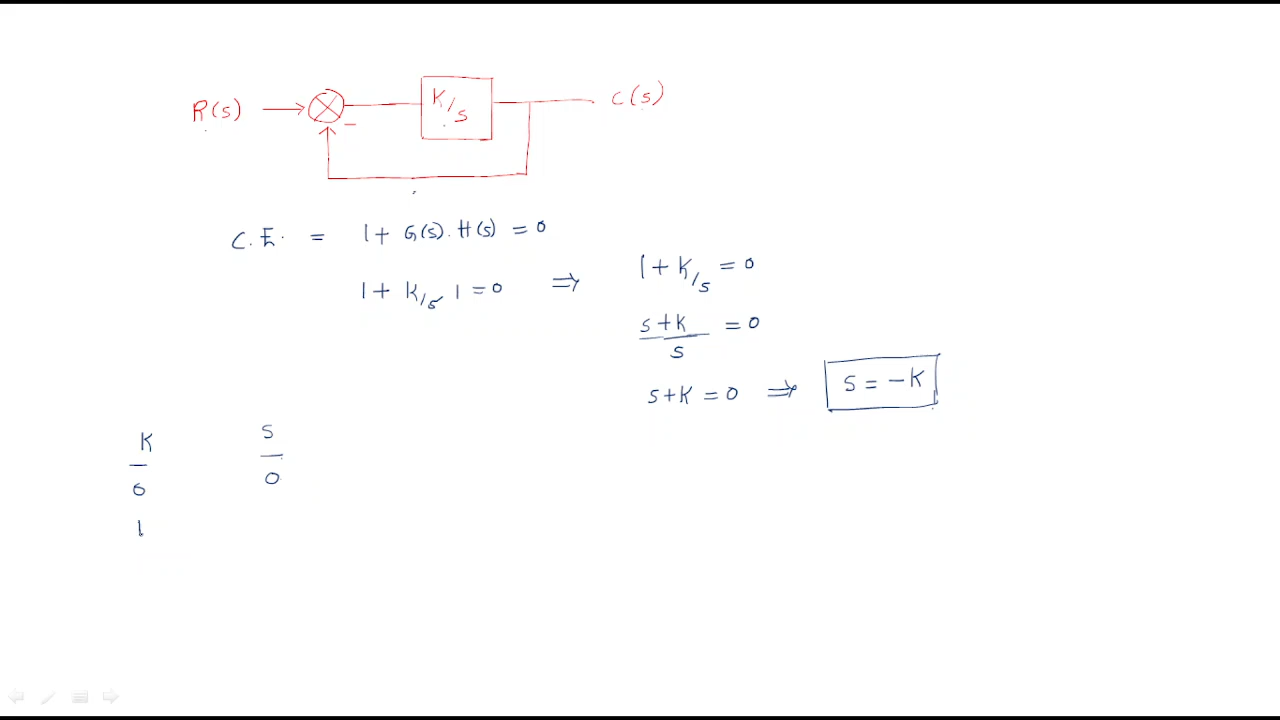 R(s) K/s C(s)
–
C.E. = 1 + G(s).H(s) = 0
1 + K/s 1 = 0 ⇒ 1 + K/s = 0
s+K/s = 0
s+K = 0 ⇒ s = -K
K S
0 0
1